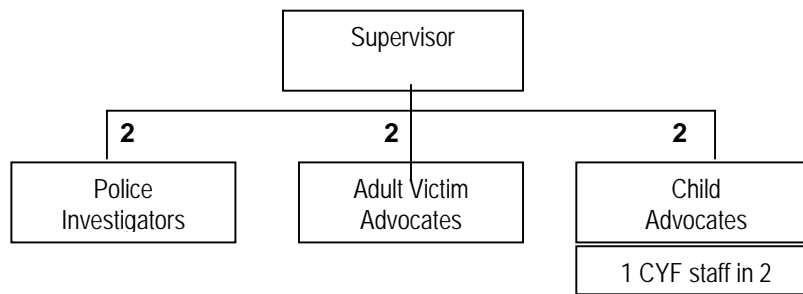 Supervisor
2
2
2
Police
Investigators
Adult Victim
Advocates
Child
Advocates
1 CYF staff in 2